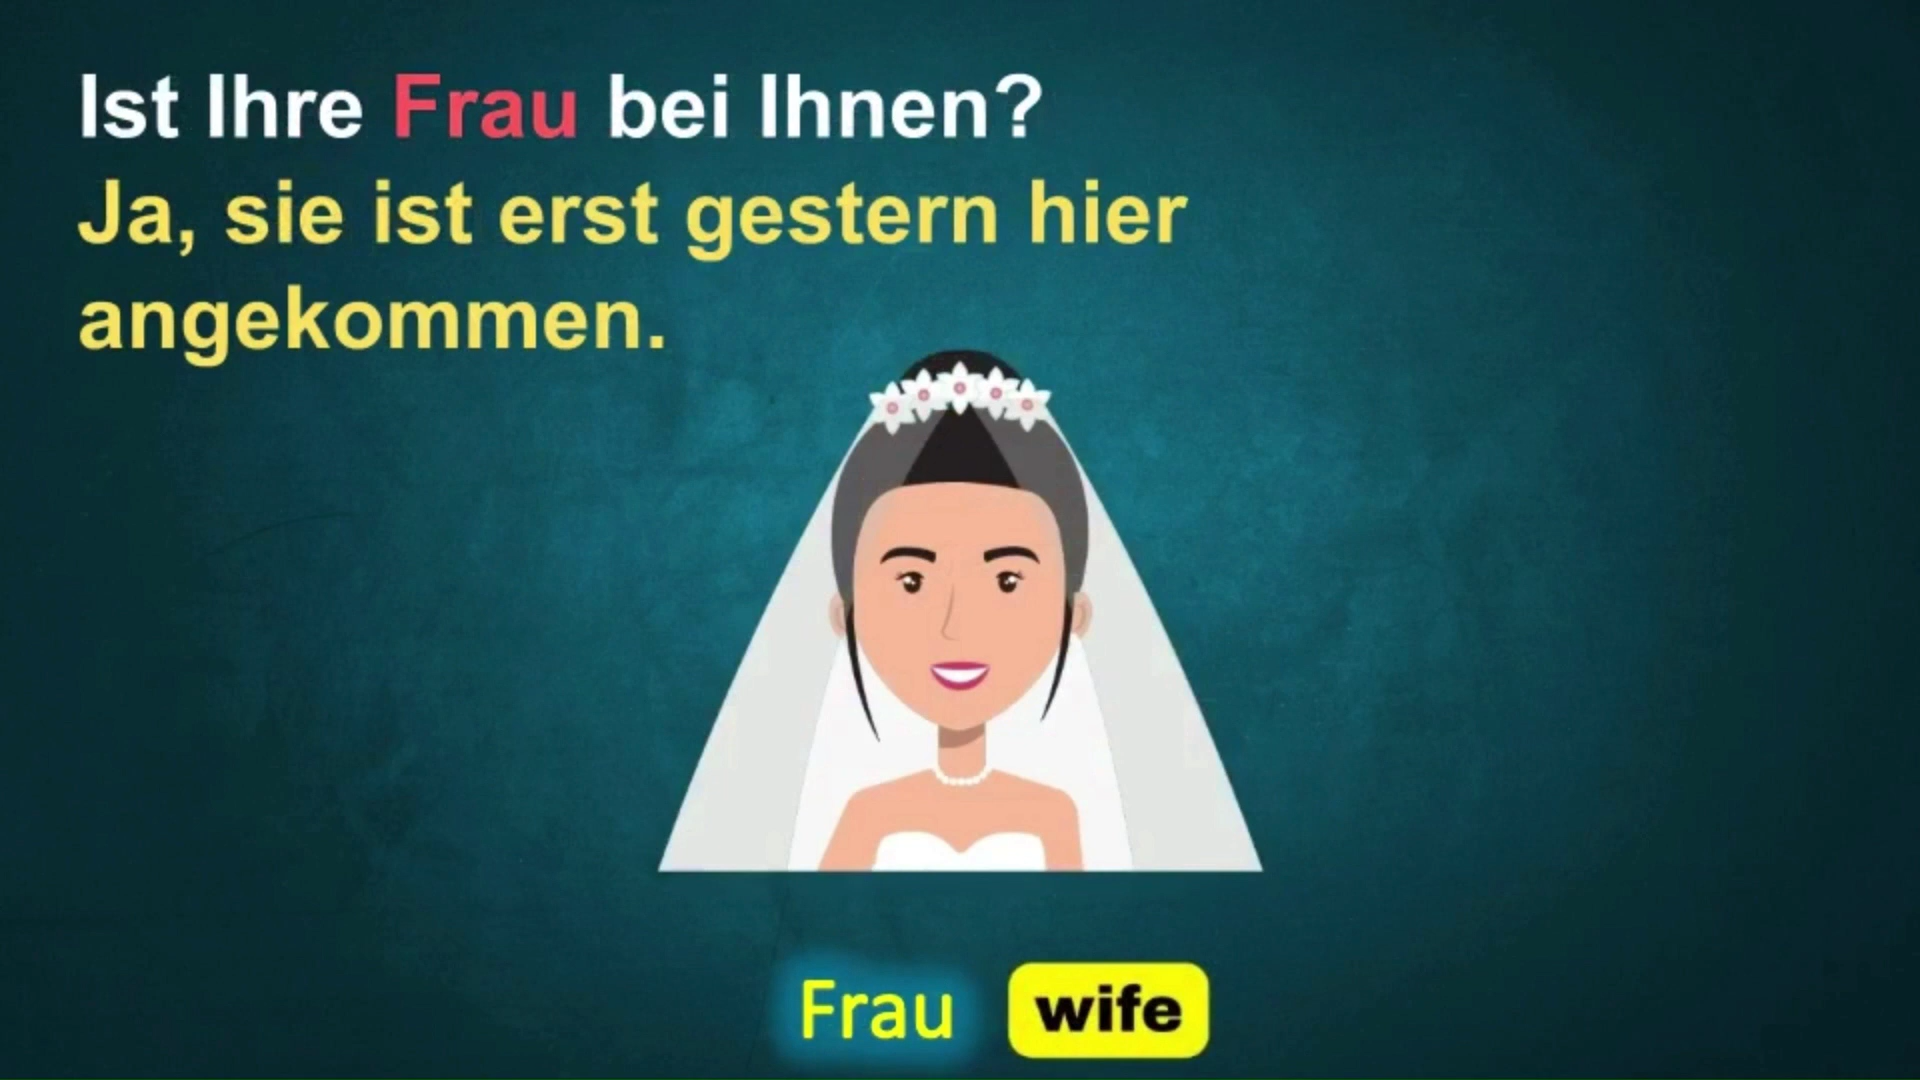 Ist Ihre Frau bei Ihnen?
Ja, sie ist erst gestern hier
angekommen.
Frau wife